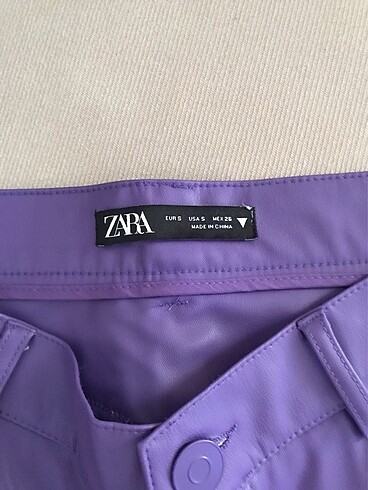 ZARA
EUR S USA S MEX 26
MADE IN CHINA